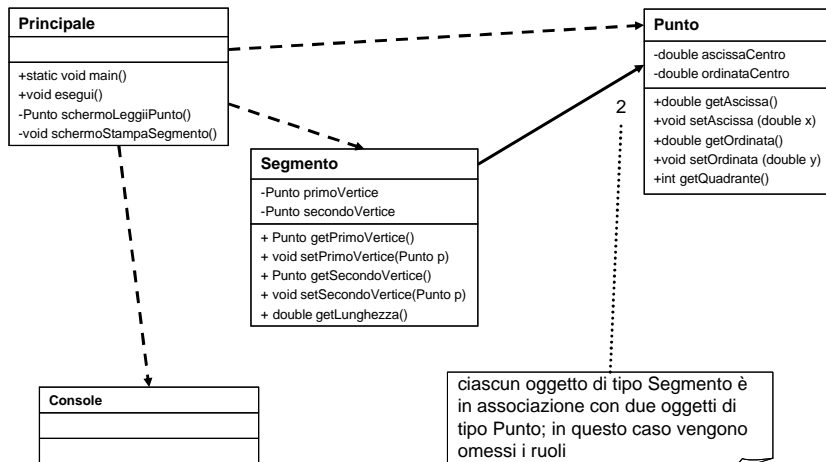 Principale
+static void main()
+void esegui()
-Punto schermoLeggiiPunto()
-void schermoStampaSegmento()
Punto
-double ascissaCentro
-double ordinataCentro
+double getAscissa()
+void setAscissa (double x)
+double getOrdinata()
+void setOrdinata (double y)
+int getQuadrante()
2
Segmento
-Punto primoVertice
-Punto secondoVertice
+ Punto getPrimoVertice()
+ void setPrimoVertice(Punto p)
+ Punto getSecondoVertice()
+ void setSecondoVertice(Punto p)
+ double getLunghezza()
Console
ciascun oggetto di tipo Segmento è
in associazione con due oggetti di
tipo Punto; in questo caso vengono
omessi i ruoli